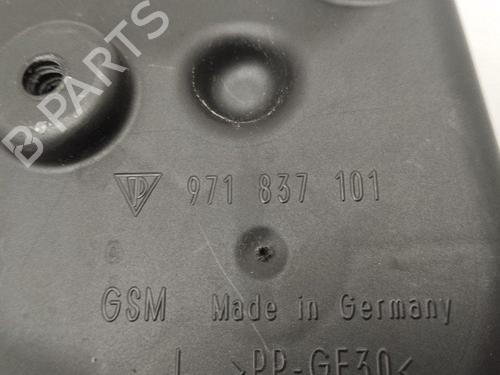 B-PARTS
971 837 101
GSM Made in Germany
>PP-GF30<